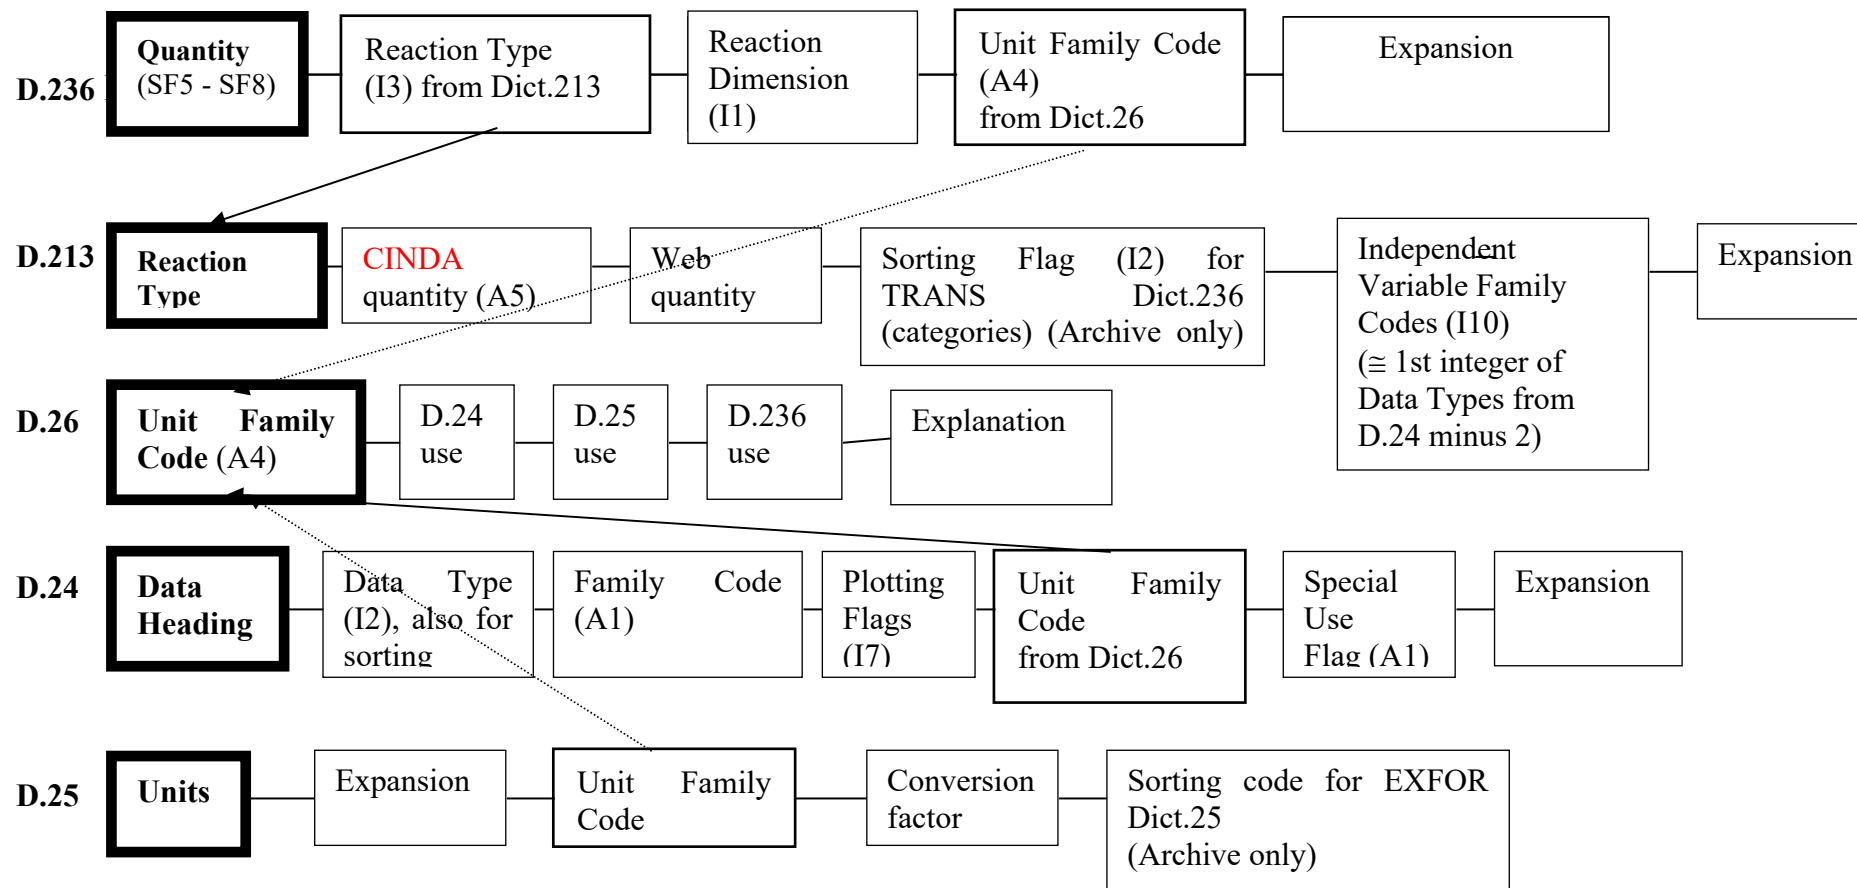 D.236
Quantity
(SF5 - SF8)
Reaction Type
(I3) from Dict.213
Reaction
Dimension
(I1)
Unit Family Code
(A4)
from Dict.26
Expansion
D.213
Reaction
Type
CINDA
quantity (A5)
Web
quantity
Sorting Flag (I2) for
TRANS Dict.236
(categories) (Archive only)
Independent
Variable Family
Codes (I10)
(≅ 1st integer of
Data Types from
D.24 minus 2)
Expansion
D.26
Unit Family
Code (A4)
D.24
use
D.25
use
D.236
use
Explanation
D.24
Data
Heading
Data Type
(I2), also for
sorting
Family Code
(A1)
Plotting
Flags
(I7)
Unit Family
Code
from Dict.26
Special
Use
Flag (A1)
Expansion
D.25
Units
Expansion
Unit Family
Code
Conversion
factor
Sorting code for EXFOR
Dict.25
(Archive only)